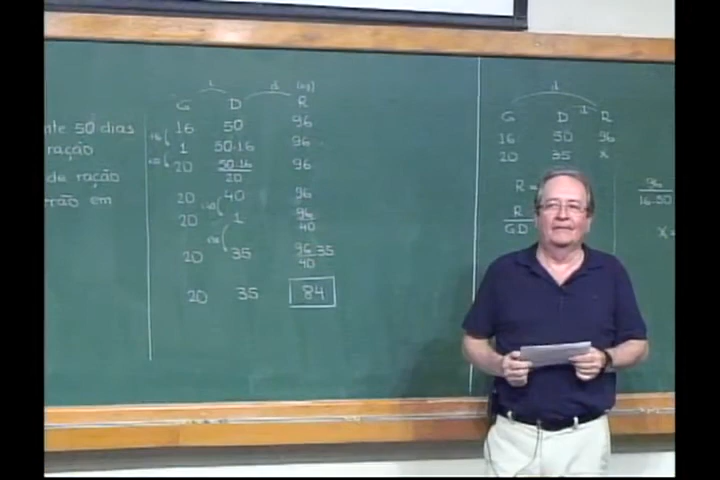 nte 50 dias
ração
de ração
rão em
i d (kg)
G D R
16 50 96
1 50·16 96
20 50·16/20 96
20 40 96
20 1 96/40
20 35 96/40 35
20 35 84
d
d
G D R
16 50 96
20 35 x
R =
R/GD
96/16·50
x =